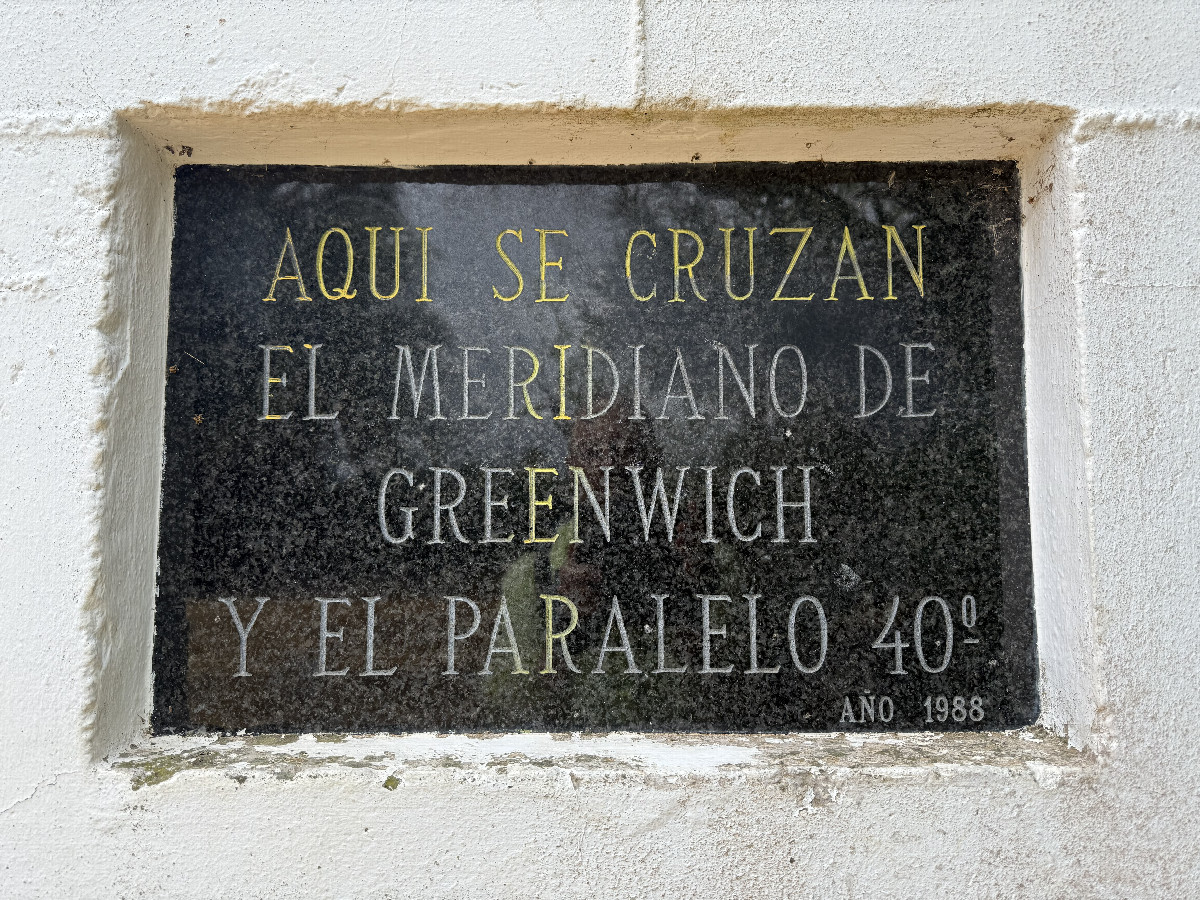 AQUI SE CRUZAN
EL MERIDIANO DE
GREENWICH
Y EL PARALELO 40º
AÑO 1988